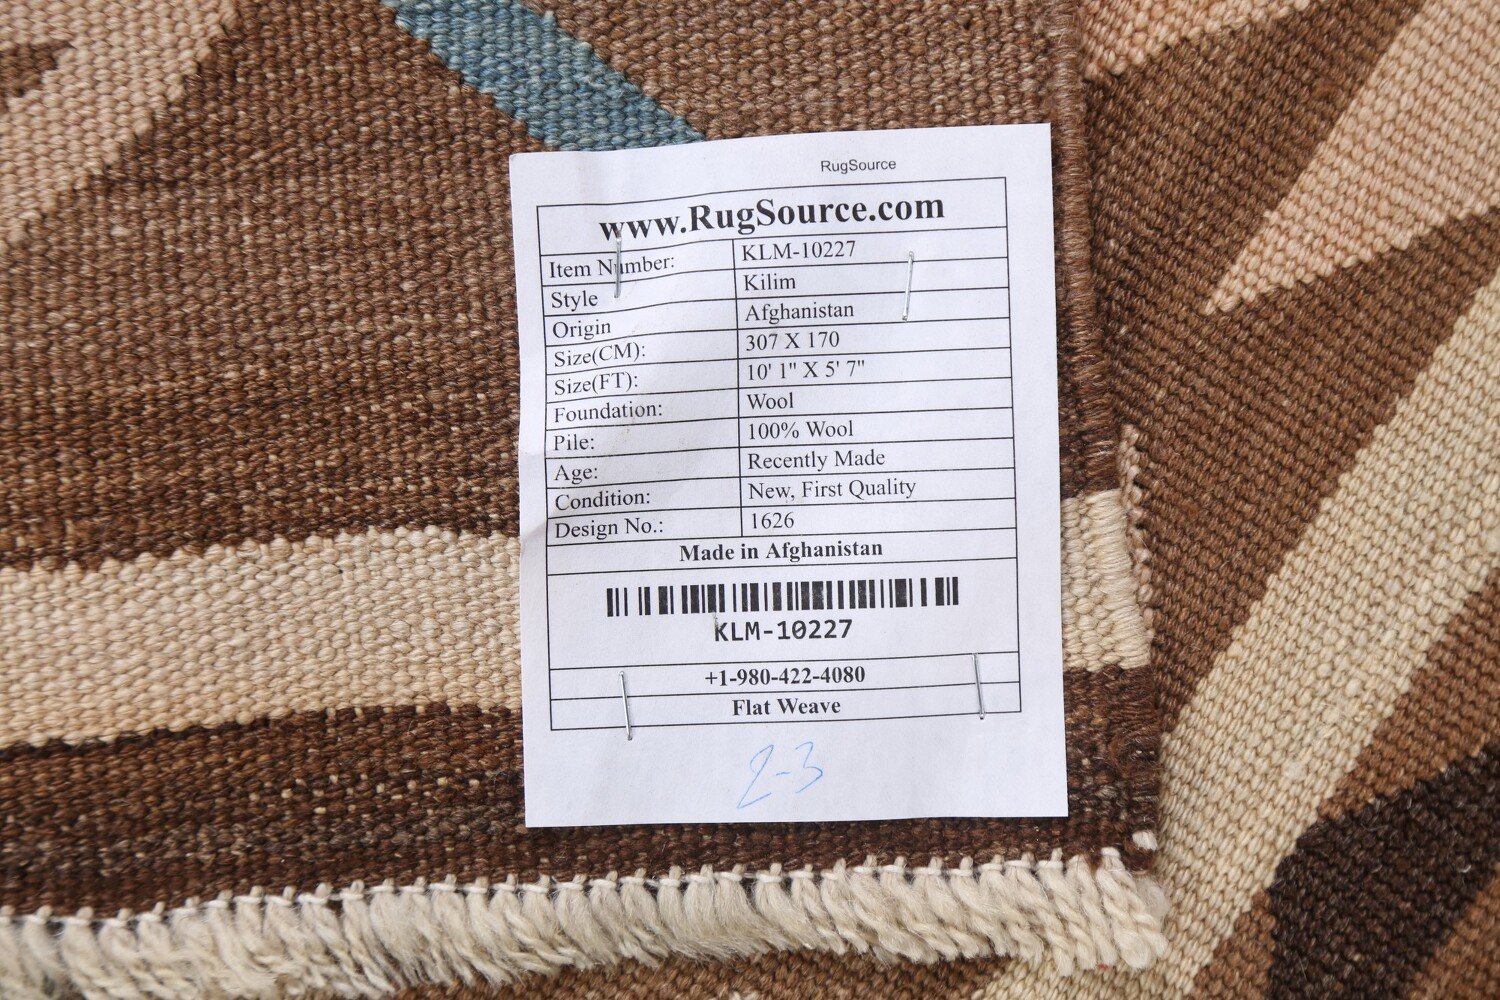 RugSource
www.RugSource.com
Item Number: KLM-10227
Style Kilim
Origin Afghanistan
Size(CM): 307 X 170
Size(FT): 10' 1" X 5' 7"
Foundation: Wool
Pile: 100% Wool
Age: Recently Made
Condition: New, First Quality
Design No.: 1626
Made in Afghanistan
KLM-10227
+1-980-422-4080
Flat Weave
2-3